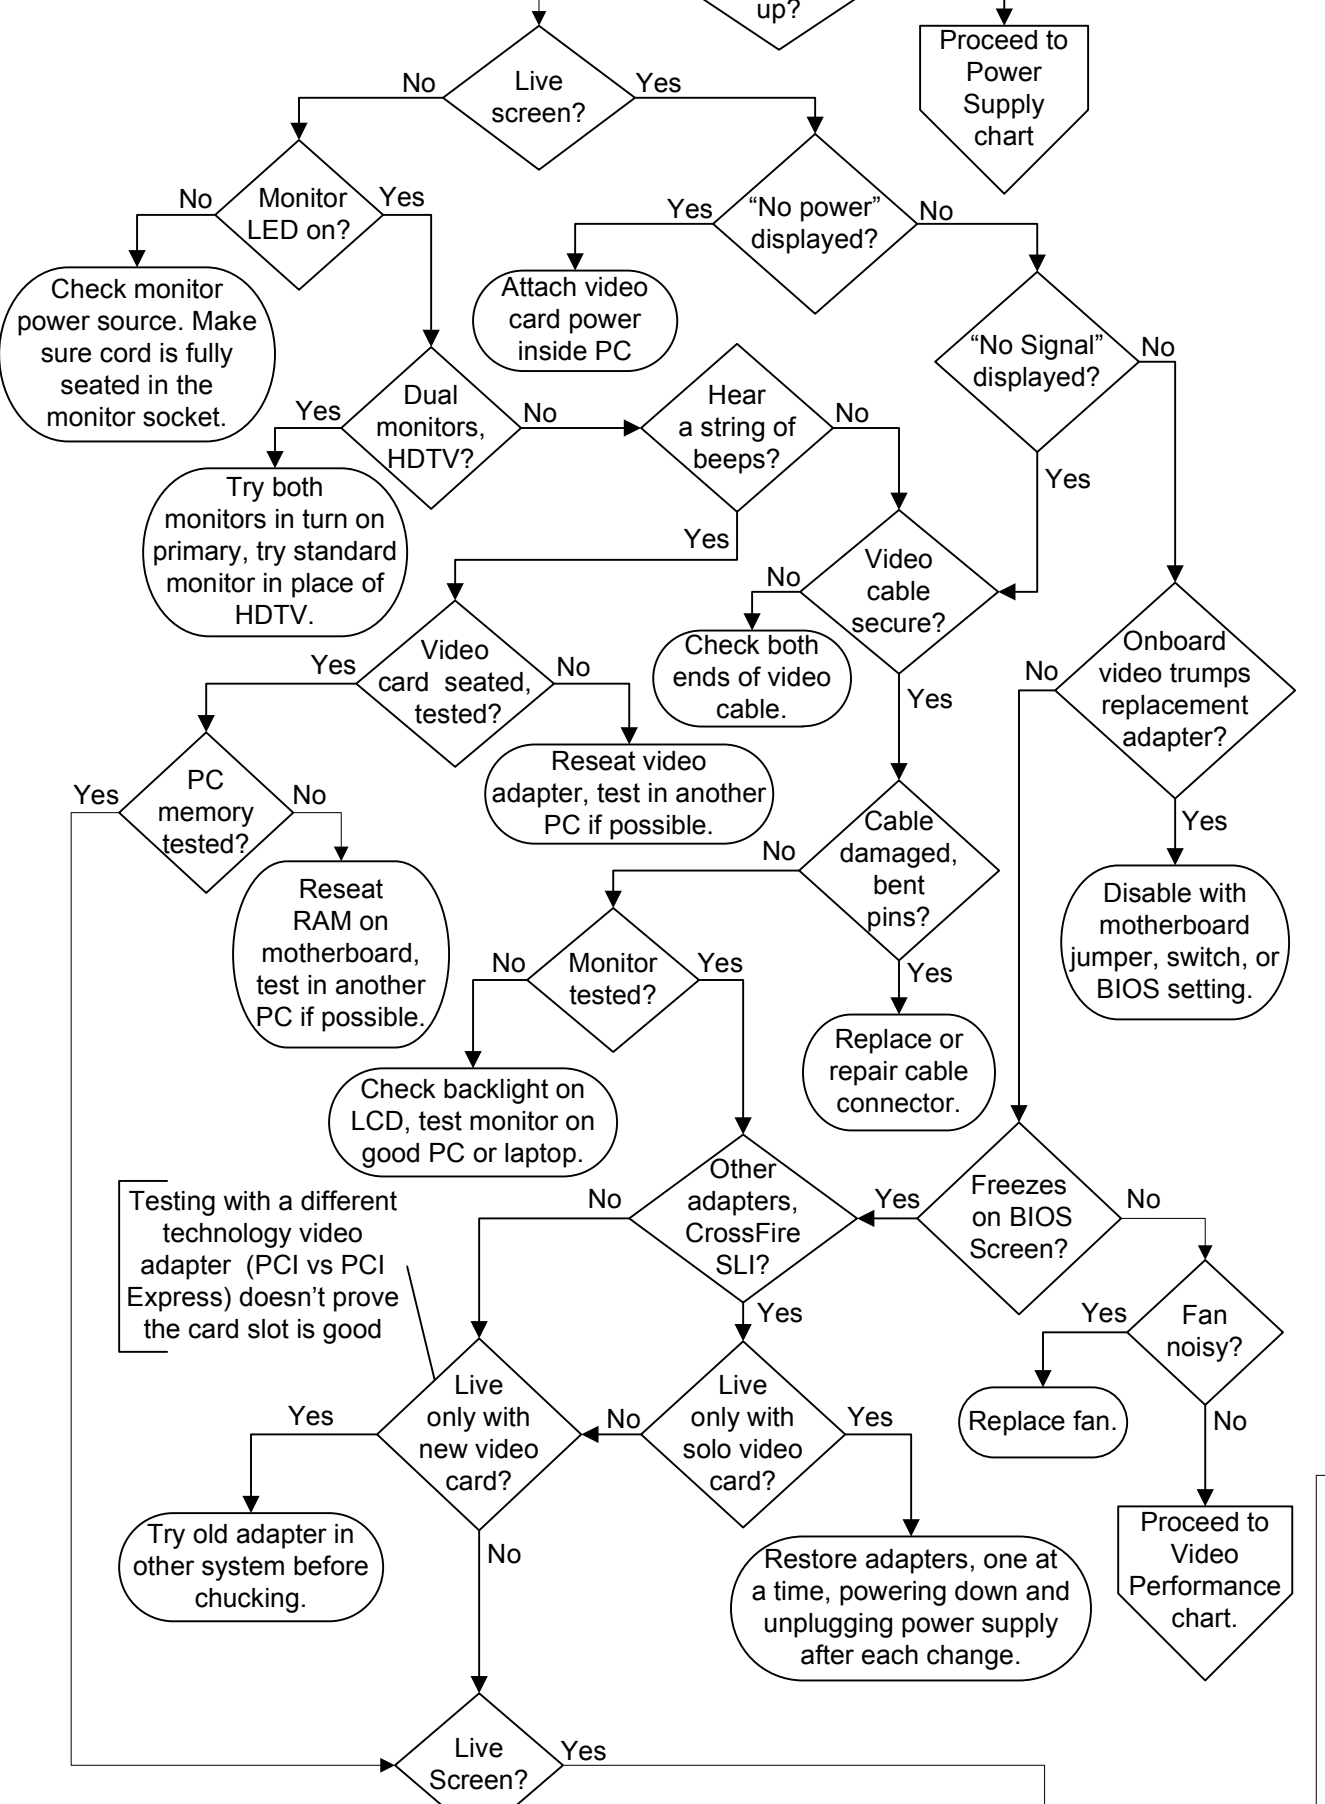 up?
Proceed to
Power
Supply
chart
No
Live
screen?
Yes
No
Monitor
LED on?
Yes
Yes
“No power”
displayed?
No
Check monitor
power source. Make
sure cord is fully
seated in the
monitor socket.
Attach video
card power
inside PC
“No Signal”
displayed?
No
Yes
Yes
Dual
monitors,
HDTV?
No
Hear
a string of
beeps?
No
Yes
Try both
monitors in turn on
primary, try standard
monitor in place of
HDTV.
No
Video
cable
secure?
Yes
Check both
ends of video
cable.
Yes
Video
card seated,
tested?
No
Reseat video
adapter, test in another
PC if possible.
No
Onboard
video trumps
replacement
adapter?
Yes
Disable with
motherboard
jumper, switch, or
BIOS setting.
Yes
PC
memory
tested?
No
Reseat
RAM on
motherboard,
test in another
PC if possible.
No
Cable
damaged,
bent
pins?
Yes
Replace or
repair cable
connector.
No
Monitor
tested?
Yes
Check backlight on
LCD, test monitor on
good PC or laptop.
No
Other
adapters,
CrossFire
SLI?
Yes
Yes
Freezes
on BIOS
Screen?
No
Testing with a different
technology video
adapter (PCI vs PCI
Express) doesn’t prove
the card slot is good
Yes
Fan
noisy?
No
Replace fan.
Yes
Live
only with
new video
card?
No
No
Live
only with
solo video
card?
Yes
Try old adapter in
other system before
chucking.
Restore adapters, one at
a time, powering down and
unplugging power supply
after each change.
Proceed to
Video
Performance
chart.
Live
Screen?
Yes